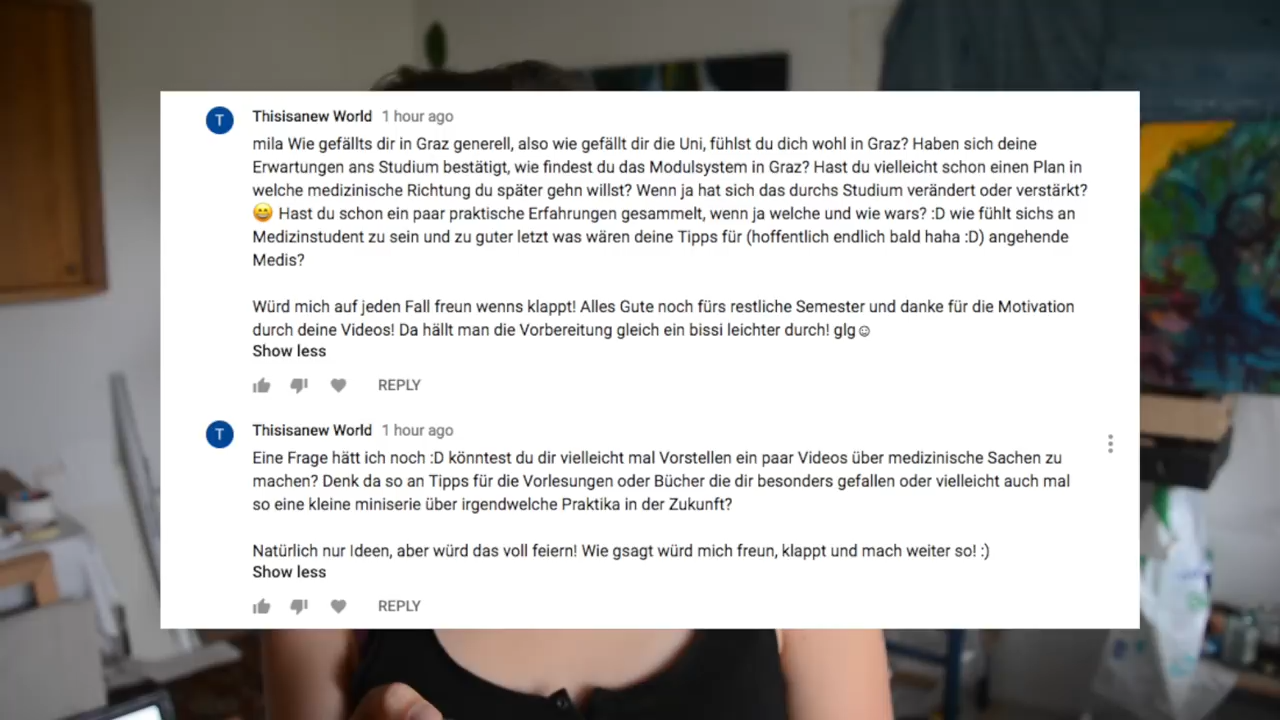 T
Thisisanew World 1 hour ago
mila Wie gefällts dir in Graz generell, also wie gefällt dir die Uni, fühlst du dich wohl in Graz? Haben sich deine
Erwartungen ans Studium bestätigt, wie findest du das Modulsystem in Graz? Hast du vielleicht schon einen Plan in
welche medizinische Richtung du später gehn willst? Wenn ja hat sich das durchs Studium verändert oder verstärkt?
😀 Hast du schon ein paar praktische Erfahrungen gesammelt, wenn ja welche und wie wars? :D wie fühlt sichs an
Medizinstudent zu sein und zu guter letzt was wären deine Tipps für (hoffentlich endlich bald haha :D) angehende
Medis?
Würd mich auf jeden Fall freun wenns klappt! Alles Gute noch fürs restliche Semester und danke für die Motivation
durch deine Videos! Da hällt man die Vorbereitung gleich ein bissi leichter durch! glg☺
Show less
REPLY
T
Thisisanew World 1 hour ago
Eine Frage hätt ich noch :D könntest du dir vielleicht mal Vorstellen ein paar Videos über medizinische Sachen zu
machen? Denk da so an Tipps für die Vorlesungen oder Bücher die dir besonders gefallen oder vielleicht auch mal
so eine kleine miniserie über irgendwelche Praktika in der Zukunft?
Natürlich nur Ideen, aber würd das voll feiern! Wie gsagt würd mich freun, klappt und mach weiter so! :)
Show less
REPLY